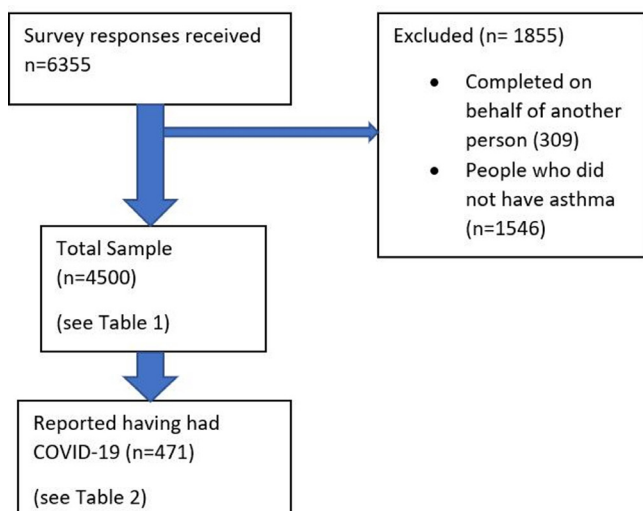 Survey responses received
n=6355
Excluded (n= 1855)
• Completed on
behalf of another
person (309)
• People who did
not have asthma
(n=1546)
Total Sample
(n=4500)
(see Table 1)
Reported having had
COVID-19 (n=471)
(see Table 2)